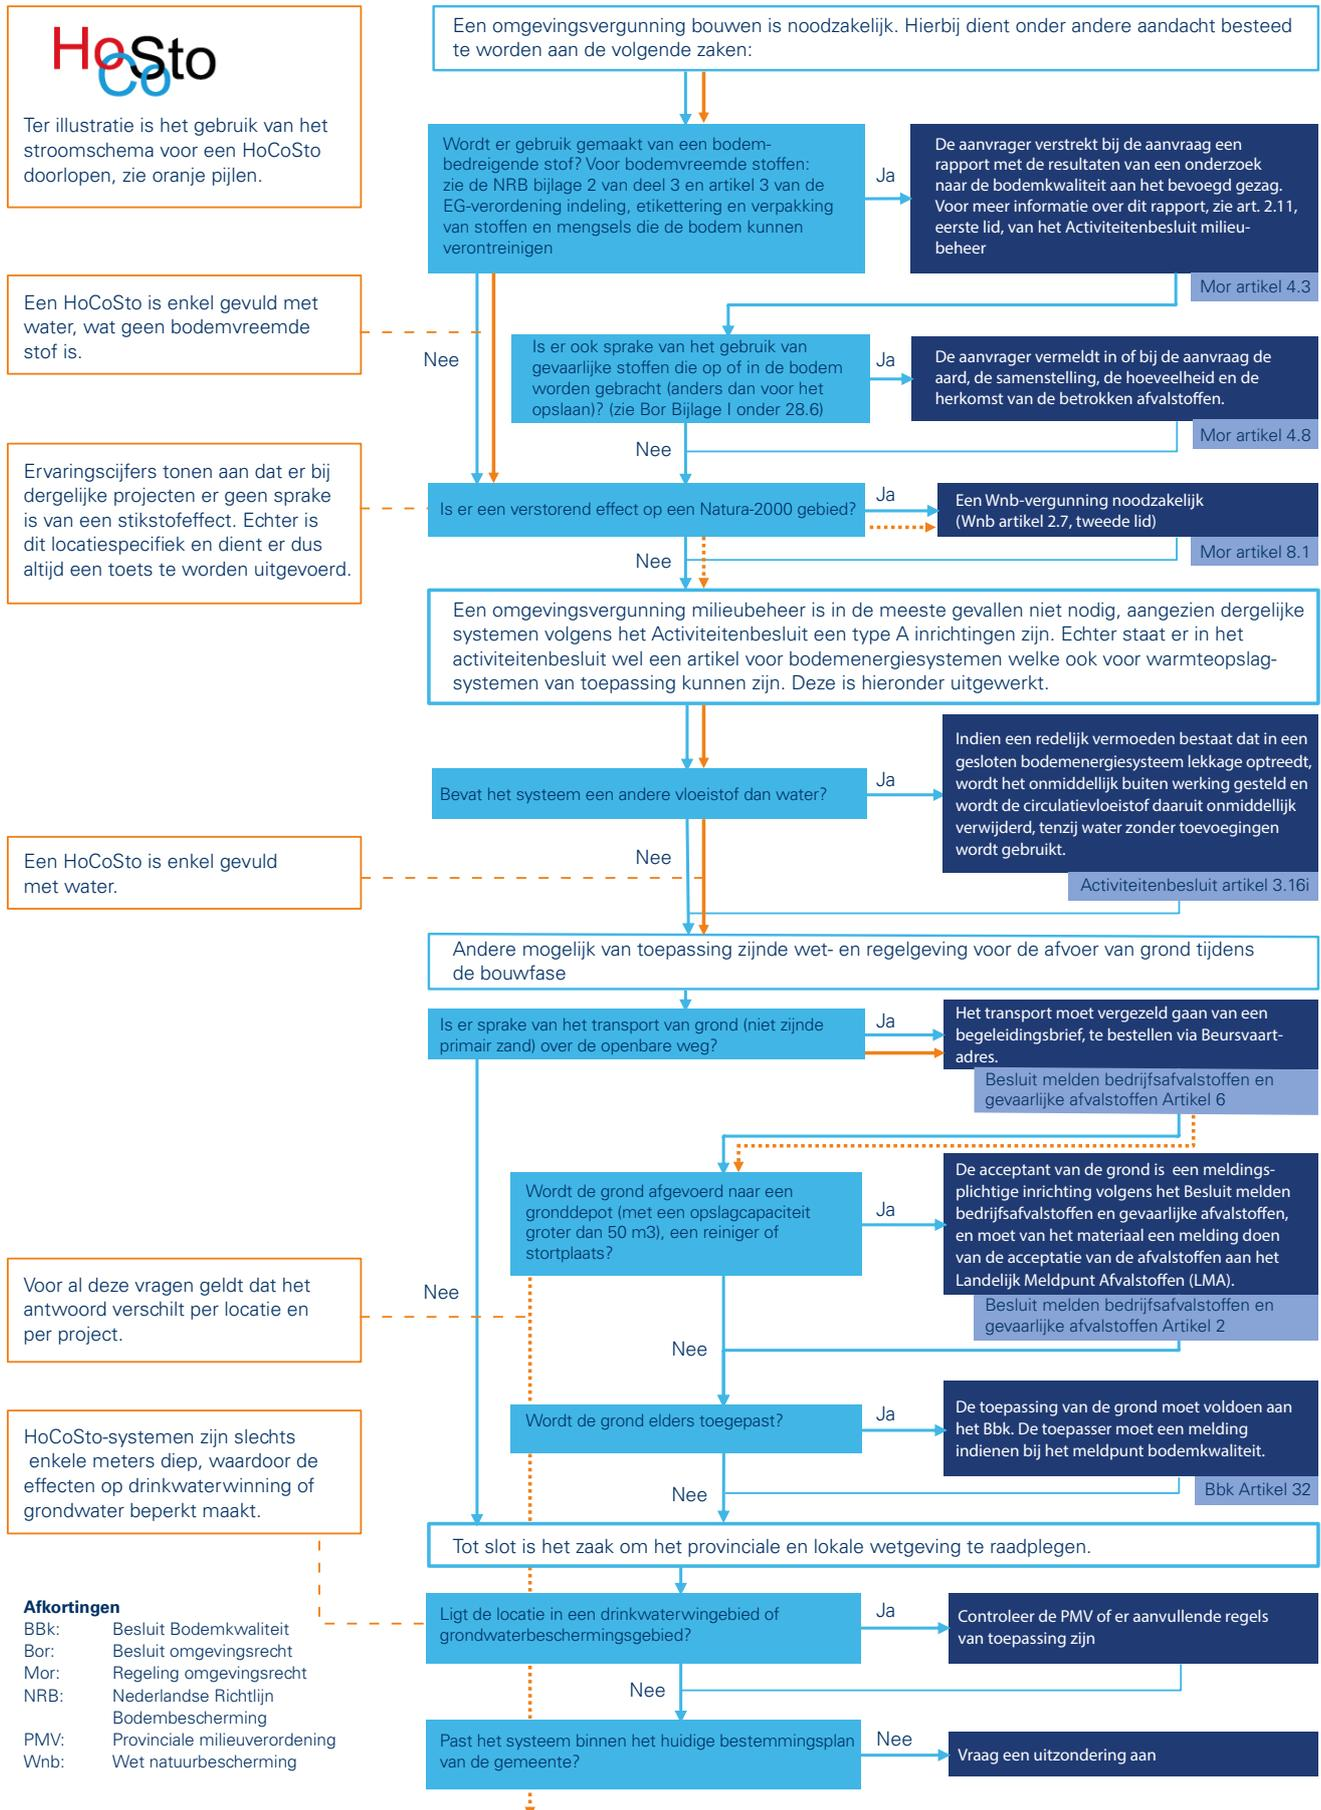 HoCoSto
Ter illustratie is het gebruik van het
stroomschema voor een HoCoSto
doorlopen, zie oranje pijlen.
Een omgevingsvergunning bouwen is noodzakelijk. Hierbij dient onder andere aandacht besteed
te worden aan de volgende zaken:
Wordt er gebruik gemaakt van een bodem-
bedreigende stof? Voor bodemvreemde stoffen:
zie de NRB bijlage 2 van deel 3 en artikel 3 van de
EG-verordening indeling, etikettering en verpakking
van stoffen en mengsels die de bodem kunnen
verontreinigen
Ja
De aanvrager verstrekt bij de aanvraag een
rapport met de resultaten van een onderzoek
naar de bodemkwaliteit aan het bevoegd gezag.
Voor meer informatie over dit rapport, zie art. 2.11,
eerste lid, van het Activiteitenbesluit milieu-
beheer
Mor artikel 4.3
Een HoCoSto is enkel gevuld met
water, wat geen bodemvreemde
stof is.
Nee
Is er ook sprake van het gebruik van
gevaarlijke stoffen die op of in de bodem
worden gebracht (anders dan voor het
opslaan)? (zie Bor Bijlage I onder 28.6)
Ja
De aanvrager vermeldt in of bij de aanvraag de
aard, de samenstelling, de hoeveelheid en de
herkomst van de betrokken afvalstoffen.
Mor artikel 4.8
Nee
Ervaringscijfers tonen aan dat er bij
dergelijke projecten er geen sprake
is van een stikstofeffect. Echter is
dit locatiespecifiek en dient er dus
altijd een toets te worden uitgevoerd.
Is er een verstorend effect op een Natura-2000 gebied?
Ja
Een Wnb-vergunning noodzakelijk
(Wnb artikel 2.7, tweede lid)
Mor artikel 8.1
Nee
Een omgevingsvergunning milieubeheer is in de meeste gevallen niet nodig, aangezien dergelijke
systemen volgens het Activiteitenbesluit een type A inrichtingen zijn. Echter staat er in het
activiteitenbesluit wel een artikel voor bodemenergiesystemen welke ook voor warmteopslag-
systemen van toepassing kunnen zijn. Deze is hieronder uitgewerkt.
Bevat het systeem een andere vloeistof dan water?
Ja
Indien een redelijk vermoeden bestaat dat in een
gesloten bodemenergiesysteem lekkage optreedt,
wordt het onmiddellijk buiten werking gesteld en
wordt de circulatievloeistof daaruit onmiddellijk
verwijderd, tenzij water zonder toevoegingen
wordt gebruikt.
Activiteitenbesluit artikel 3.16i
Een HoCoSto is enkel gevuld
met water.
Nee
Andere mogelijk van toepassing zijnde wet- en regelgeving voor de afvoer van grond tijdens
de bouwfase
Is er sprake van het transport van grond (niet zijnde
primair zand) over de openbare weg?
Ja
Het transport moet vergezeld gaan van een
begeleidingsbrief, te bestellen via Beursvaart-
adres.
Besluit melden bedrijfsafvalstoffen en
gevaarlijke afvalstoffen Artikel 6
Wordt de grond afgevoerd naar een
gronddepot (met een opslagcapaciteit
groter dan 50 m3), een reiniger of
stortplaats?
Ja
De acceptant van de grond is een meldings-
plichtige inrichting volgens het Besluit melden
bedrijfsafvalstoffen en gevaarlijke afvalstoffen,
en moet van het materiaal een melding doen
van de acceptatie van de afvalstoffen aan het
Landelijk Meldpunt Afvalstoffen (LMA).
Besluit melden bedrijfsafvalstoffen en
gevaarlijke afvalstoffen Artikel 2
Voor al deze vragen geldt dat het
antwoord verschilt per locatie en
per project.
Nee
Nee
Wordt de grond elders toegepast?
Ja
De toepassing van de grond moet voldoen aan
het Bbk. De toepasser moet een melding
indienen bij het meldpunt bodemkwaliteit.
Bbk Artikel 32
Nee
HoCoSto-systemen zijn slechts
enkele meters diep, waardoor de
effecten op drinkwaterwinning of
grondwater beperkt maakt.
Tot slot is het zaak om het provinciale en lokale wetgeving te raadplegen.
Ligt de locatie in een drinkwaterwingebied of
grondwaterbeschermingsgebied?
Ja
Controleer de PMV of er aanvullende regels
van toepassing zijn
Nee
Past het systeem binnen het huidige bestemmingsplan
van de gemeente?
Nee
Vraag een uitzondering aan
Afkortingen
BBk: Besluit Bodemkwaliteit
Bor: Besluit omgevingsrecht
Mor: Regeling omgevingsrecht
NRB: Nederlandse Richtlijn
Bodembescherming
PMV: Provinciale milieuverordening
Wnb: Wet natuurbescherming